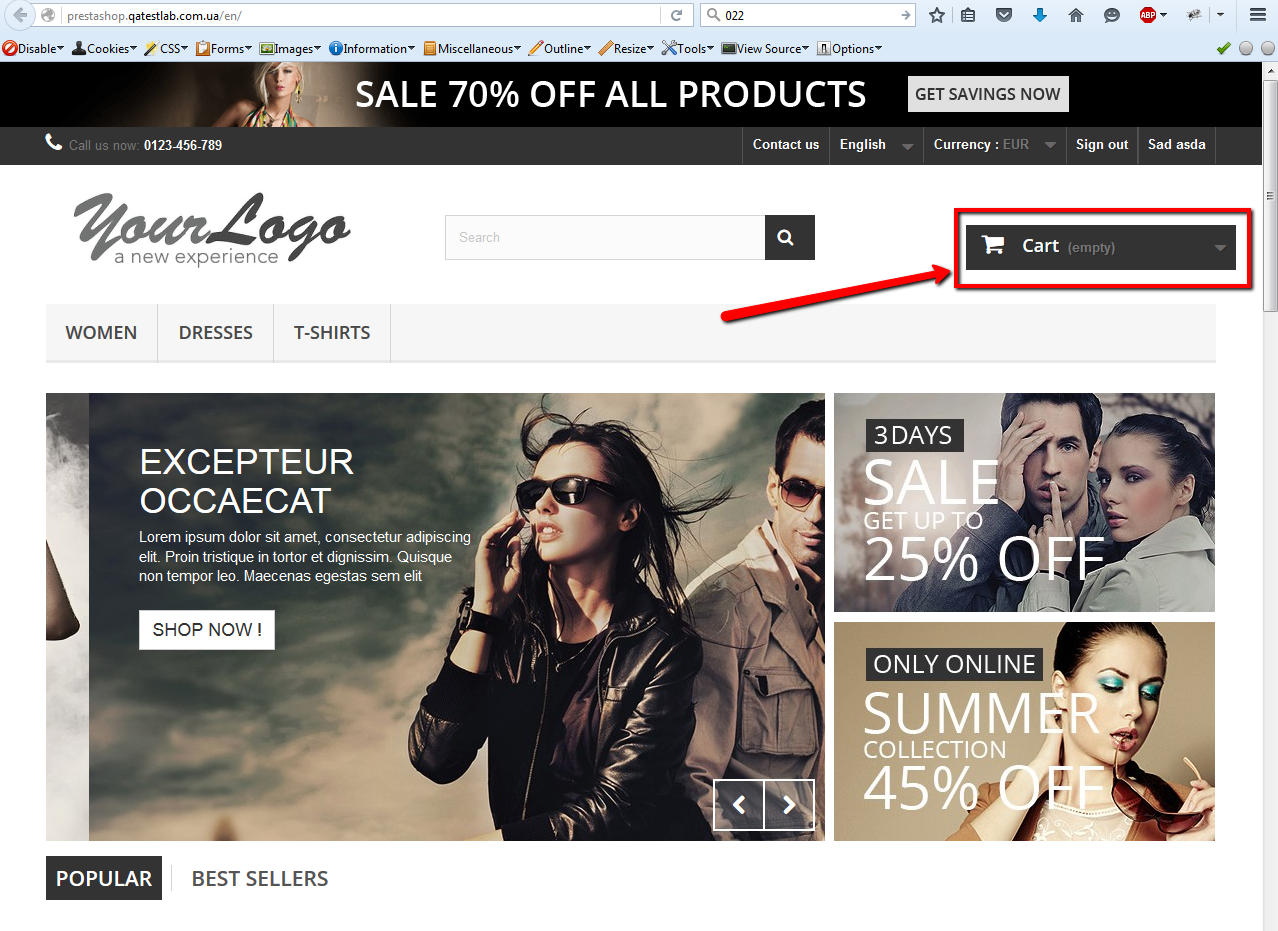 prestashop.qatestlab.com.ua/en/
022
ABP
Disable Cookies CSS Forms Images Information Miscellaneous Outline Resize Tools View Source Options
SALE 70% OFF ALL PRODUCTS
GET SAVINGS NOW
Call us now: 0123-456-789
Contact us
English
Currency : EUR
Sign out
Sad asda
YourLogo
a new experience
Search
Cart (empty)
WOMEN
DRESSES
T-SHIRTS
EXCEPTEUR
OCCAECAT
Lorem ipsum dolor sit amet, consectetur adipiscing
elit. Proin tristique in tortor et dignissim. Quisque
non tempor leo. Maecenas egestas sem elit
SHOP NOW !
3 DAYS
SALE
GET UP TO
25% OFF
ONLY ONLINE
SUMMER
COLLECTION
45% OFF
POPULAR
BEST SELLERS